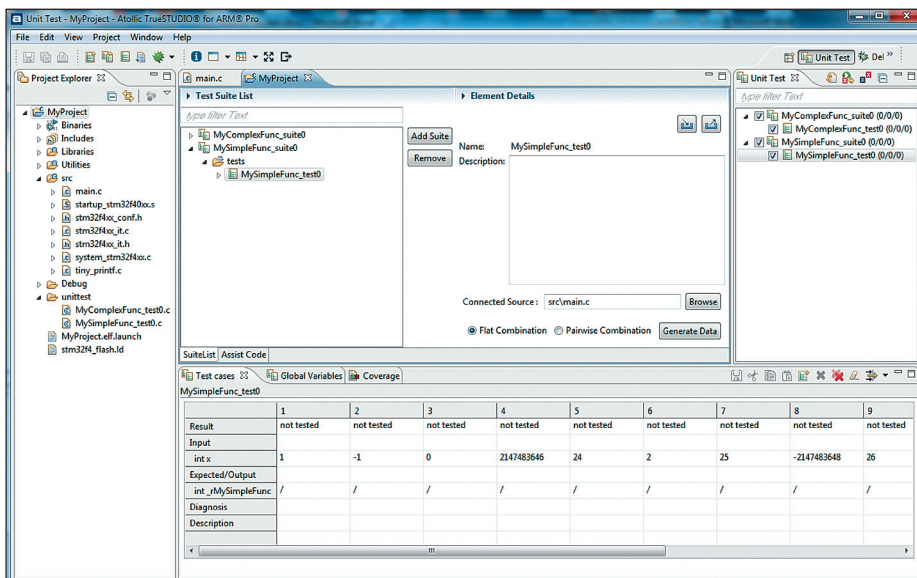 Unit Test - MyProject - Atollic TrueSTUDIO® for ARM® Pro
File Edit View Project Window Help
Unit Test
Del
Project Explorer
MyProject
Binaries
Includes
Libraries
Utilities
src
main.c
startup_stm32f40xx.s
stm32f4xx_conf.h
stm32f4xx_it.c
stm32f4xx_it.h
system_stm32f4xx.c
tiny_printf.c
Debug
unittest
MyComplexFunc_test0.c
MySimpleFunc_test0.c
MyProject.elf.launch
stm32f4_flash.ld
main.c
MyProject
Test Suite List
type filter Text
MyComplexFunc_suite0
MySimpleFunc_suite0
tests
MySimpleFunc_test0
Add Suite
Remove
Element Details
Name: MySimpleFunc_test0
Description:
Connected Source : src\main.c Browse
Flat Combination Pairwise Combination Generate Data
SuiteList Assist Code
Unit Test
type filter Text
MyComplexFunc_suite0 (0/0/0)
MyComplexFunc_test0 (0/0/0)
MySimpleFunc_suite0 (0/0/0)
MySimpleFunc_test0 (0/0/0)
Test cases Global Variables Coverage
MySimpleFunc_test0
1 2 3 4 5 6 7 8 9
Result not tested not tested not tested not tested not tested not tested not tested not tested not tested
Input
int x 1 -1 0 2147483646 24 2 25 -2147483648 26
Expected/Output
int _rMySimpleFunc / / / / / / / / /
Diagnosis
Description